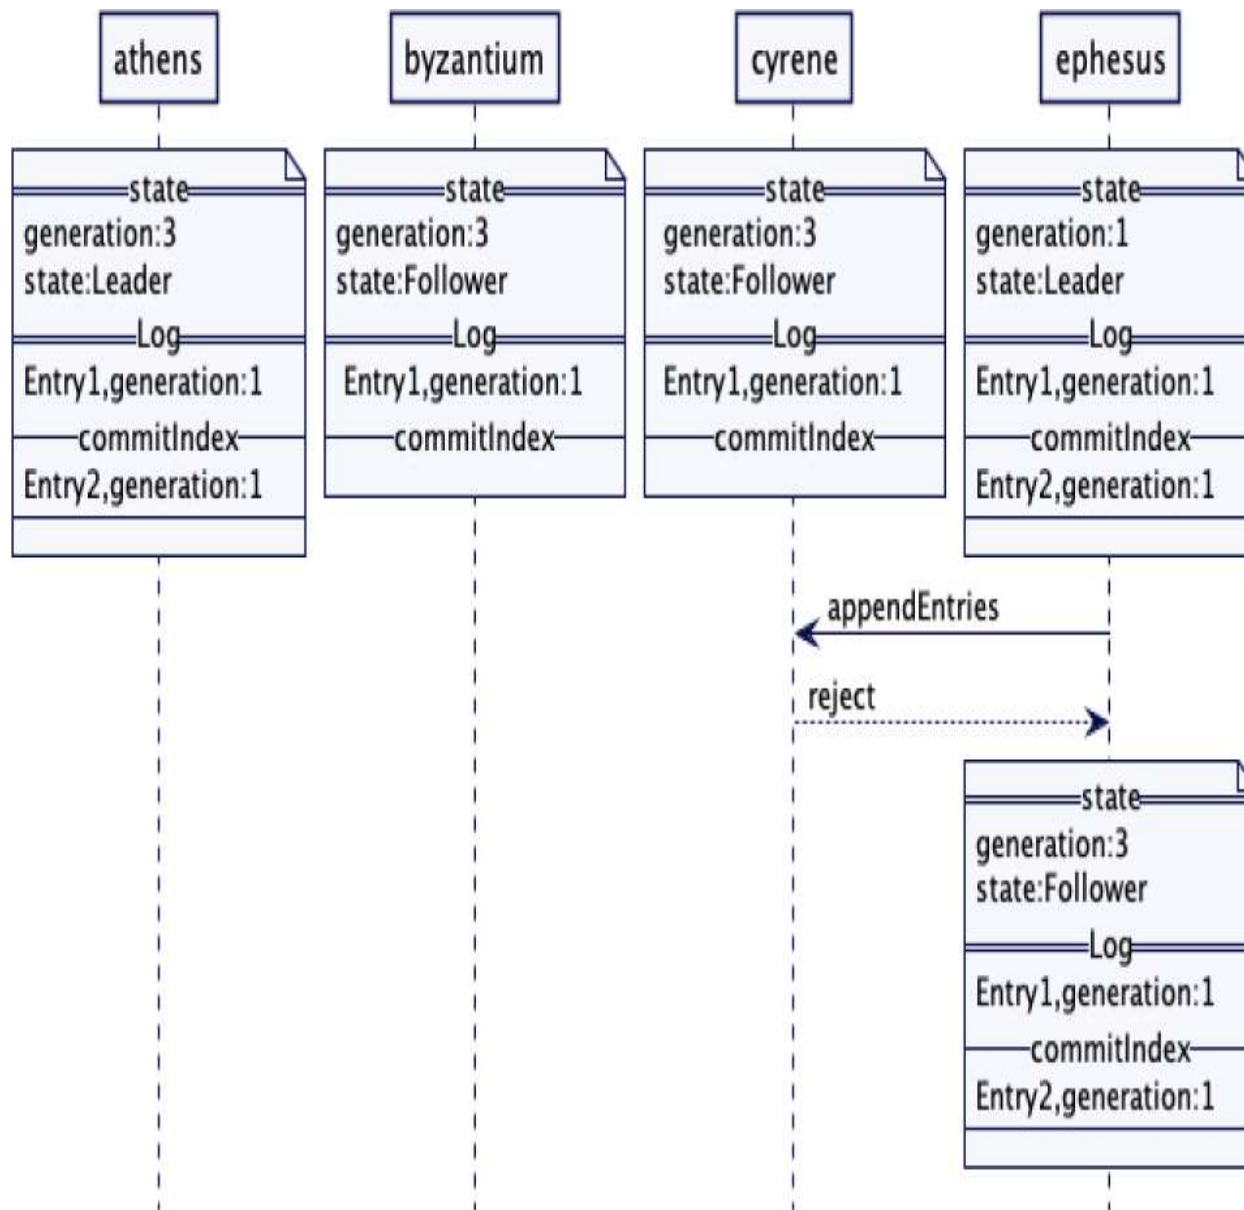 athens
byzantium
cyrene
ephesus
state
generation:3
state:Leader
Log
Entry1,generation:1
commitIndex
Entry2,generation:1
state
generation:3
state:Follower
Log
Entry1,generation:1
commitIndex
state
generation:3
state:Follower
Log
Entry1,generation:1
commitIndex
state
generation:1
state:Leader
Log
Entry1,generation:1
commitIndex
Entry2,generation:1
appendEntries
reject
state
generation:3
state:Follower
Log
Entry1,generation:1
commitIndex
Entry2,generation:1